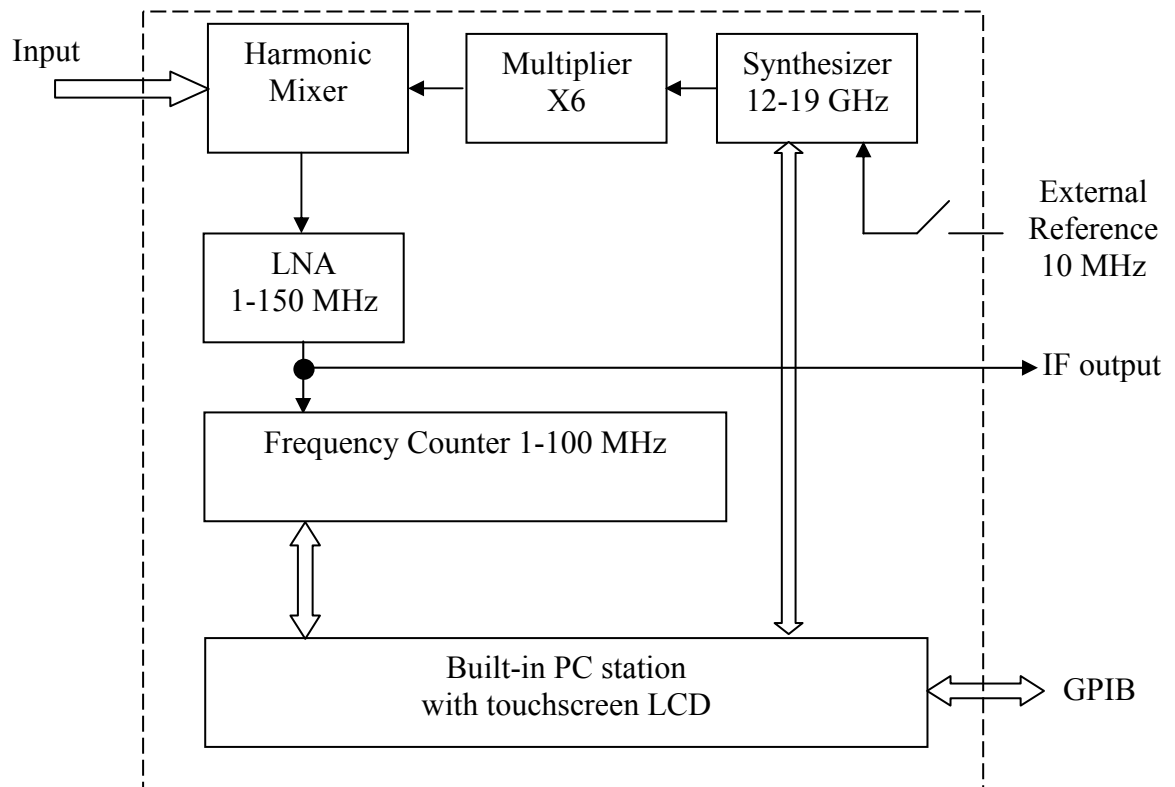 Input
Harmonic
Mixer
Multiplier
X6
Synthesizer
12-19 GHz
External
Reference
10 MHz
LNA
1-150 MHz
IF output
Frequency Counter 1-100 MHz
Built-in PC station
with touchscreen LCD
GPIB